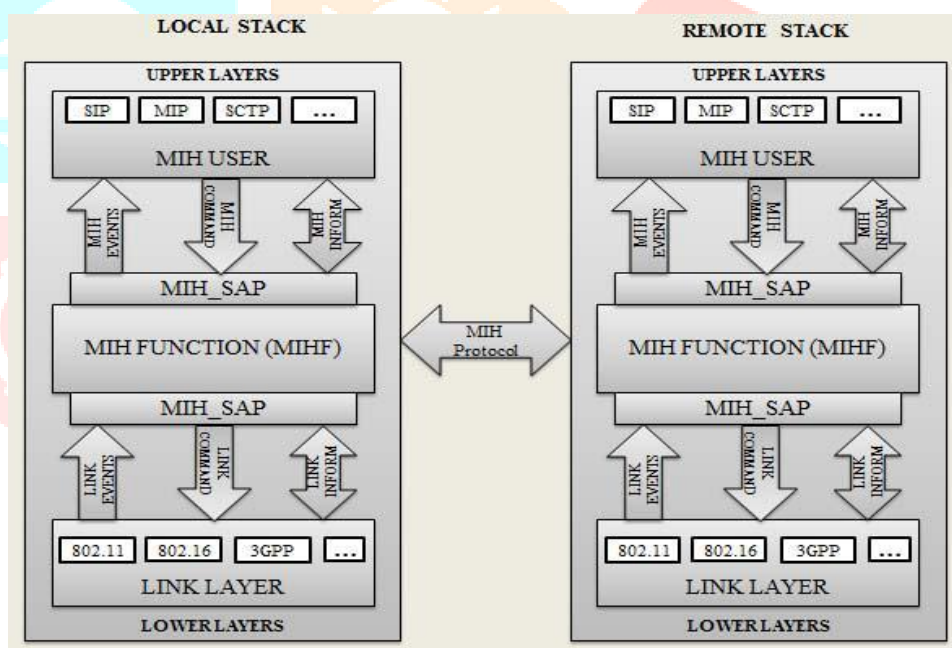 LOCAL STACK
UPPER LAYERS
SIP MIP SCTP ...
MIH USER
MIH EVENTS
MIH COMMAND
MIH INFORM
MIH_SAP
MIH FUNCTION (MIHF)
MIH_SAP
LINK EVENTS
LINK COMMAND
LINK INFORM
802.11 802.16 3GPP ...
LINK LAYER
LOWER LAYERS
MIH
Protocol
REMOTE STACK
UPPER LAYERS
SIP MIP SCTP ...
MIH USER
MIH EVENTS
MIH COMMAND
MIH INFORM
MIH_SAP
MIH FUNCTION (MIHF)
MIH_SAP
LINK EVENTS
LINK COMMAND
LINK INFORM
802.11 802.16 3GPP ...
LINK LAYER
LOWER LAYERS